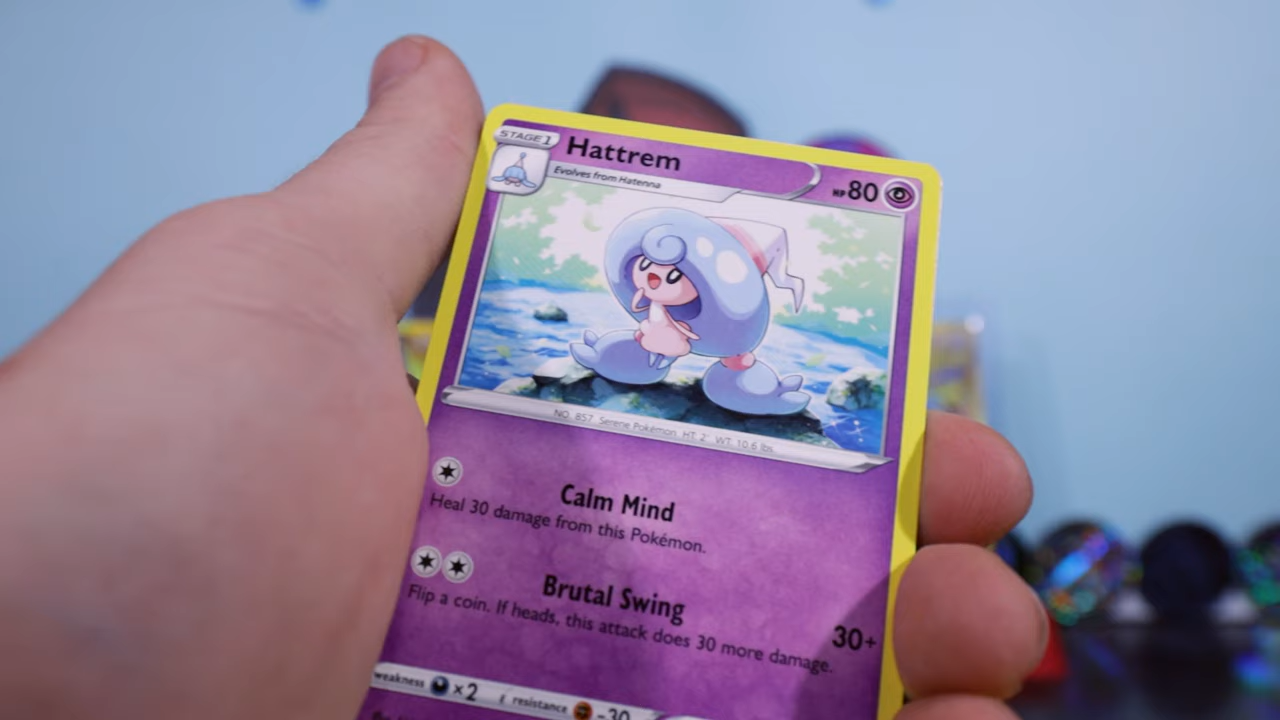 STAGE 1
Hattrem
HP 80
Evolves from Hatenna
NO. 857 Serene Pokémon HT: 2' WT: 10.6 lbs.
Calm Mind
Heal 30 damage from this Pokémon.
Brutal Swing 30+
Flip a coin. If heads, this attack does 30 more damage.
weakness ×2 resistance -30